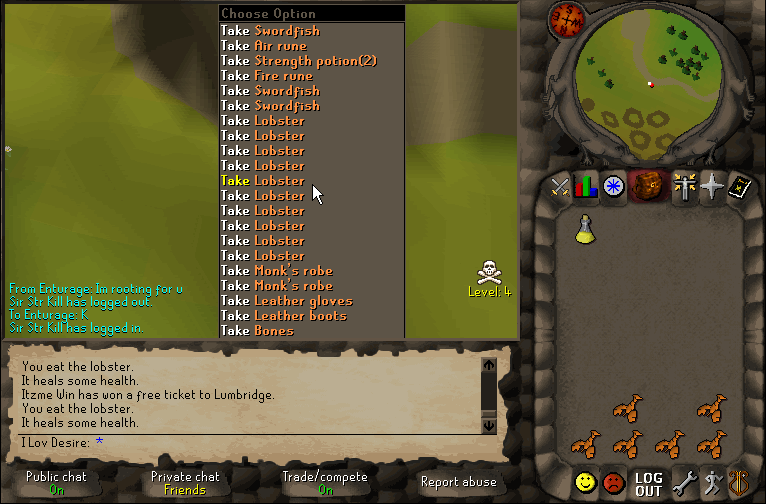 Choose Option
Take Swordfish
Take Air rune
Take Strength potion(2)
Take Fire rune
Take Swordfish
Take Swordfish
Take Lobster
Take Lobster
Take Lobster
Take Lobster
Take Lobster
Take Lobster
Take Lobster
Take Lobster
Take Lobster
Take Lobster
Take Monk's robe
Take Monk's robe
Take Leather gloves
Take Leather boots
Take Bones
From Enturage: Im rooting for u
Sir Str Kill has logged out.
To Enturage: K
Sir Str Kill has logged in.
Level: 4
You eat the lobster.
It heals some health.
Itzme Win has won a free ticket to Lumbridge.
You eat the lobster.
It heals some health.
I Lov Desire: *
Public chat
On
Private chat
Friends
Trade/compete
On
Report abuse
LOG
OUT